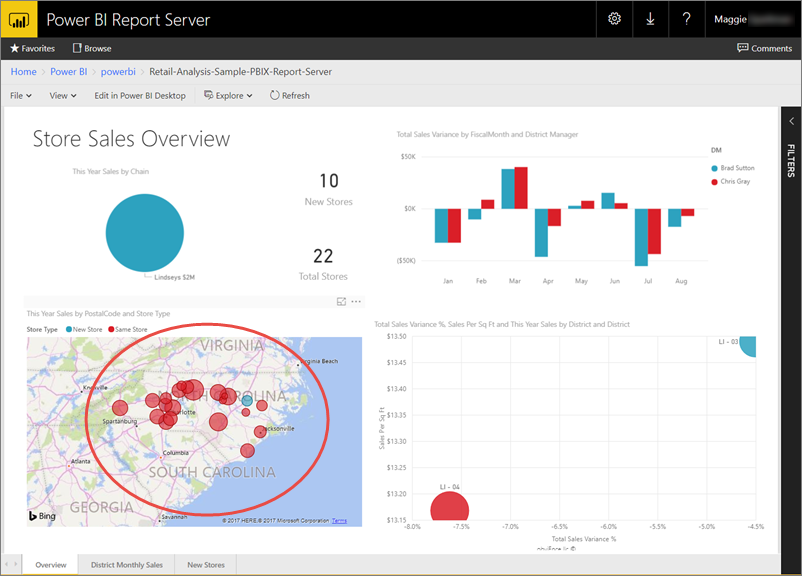 Power BI Report Server
? Maggie
Favorites Browse Comments
Home Power BI powerbi Retail-Analysis-Sample-PBIX-Report-Server
File View Edit in Power BI Desktop Explore Refresh
FILTERS
Store Sales Overview
This Year Sales by Chain
Lindseys $2M
10
New Stores
22
Total Stores
Total Sales Variance by FiscalMonth and District Manager
$50K
$0K
($50K)
Jan Feb Mar Apr May Jun Jul Aug
DM
Brad Sutton
Chris Gray
This Year Sales by PostalCode and Store Type
Store Type New Store Same Store
VIRGINIA
Virginia Beach
Knoxville
CAROLINA
Charlotte
Spartanburg
Jacksonville
Columbia
Atlanta
SOUTH CAROLINA
GEORGIA
Savannah
Bing
© 2017 HERE © 2017 Microsoft Corporation Terms
Total Sales Variance %, Sales Per Sq Ft and This Year Sales by District and District
Sales Per Sq Ft
$13.50
$13.45
$13.40
$13.35
$13.30
$13.25
$13.20
$13.15
LI - 03
LI - 04
-8.0% -7.5% -7.0% -6.5% -6.0% -5.5% -5.0% -4.5%
Total Sales Variance %
Overview District Monthly Sales New Stores